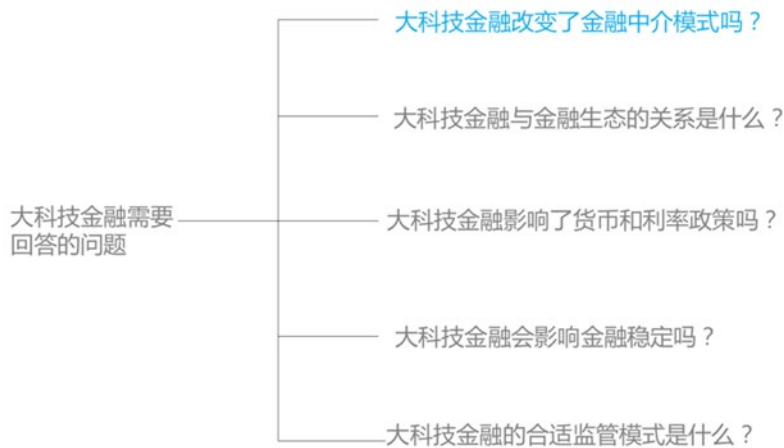 大科技金融改变了金融中介模式吗？
大科技金融与金融生态的关系是什么？
大科技金融需要
回答的问题
大科技金融影响了货币和利率政策吗？
大科技金融会影响金融稳定吗？
大科技金融的合适监管模式是什么？